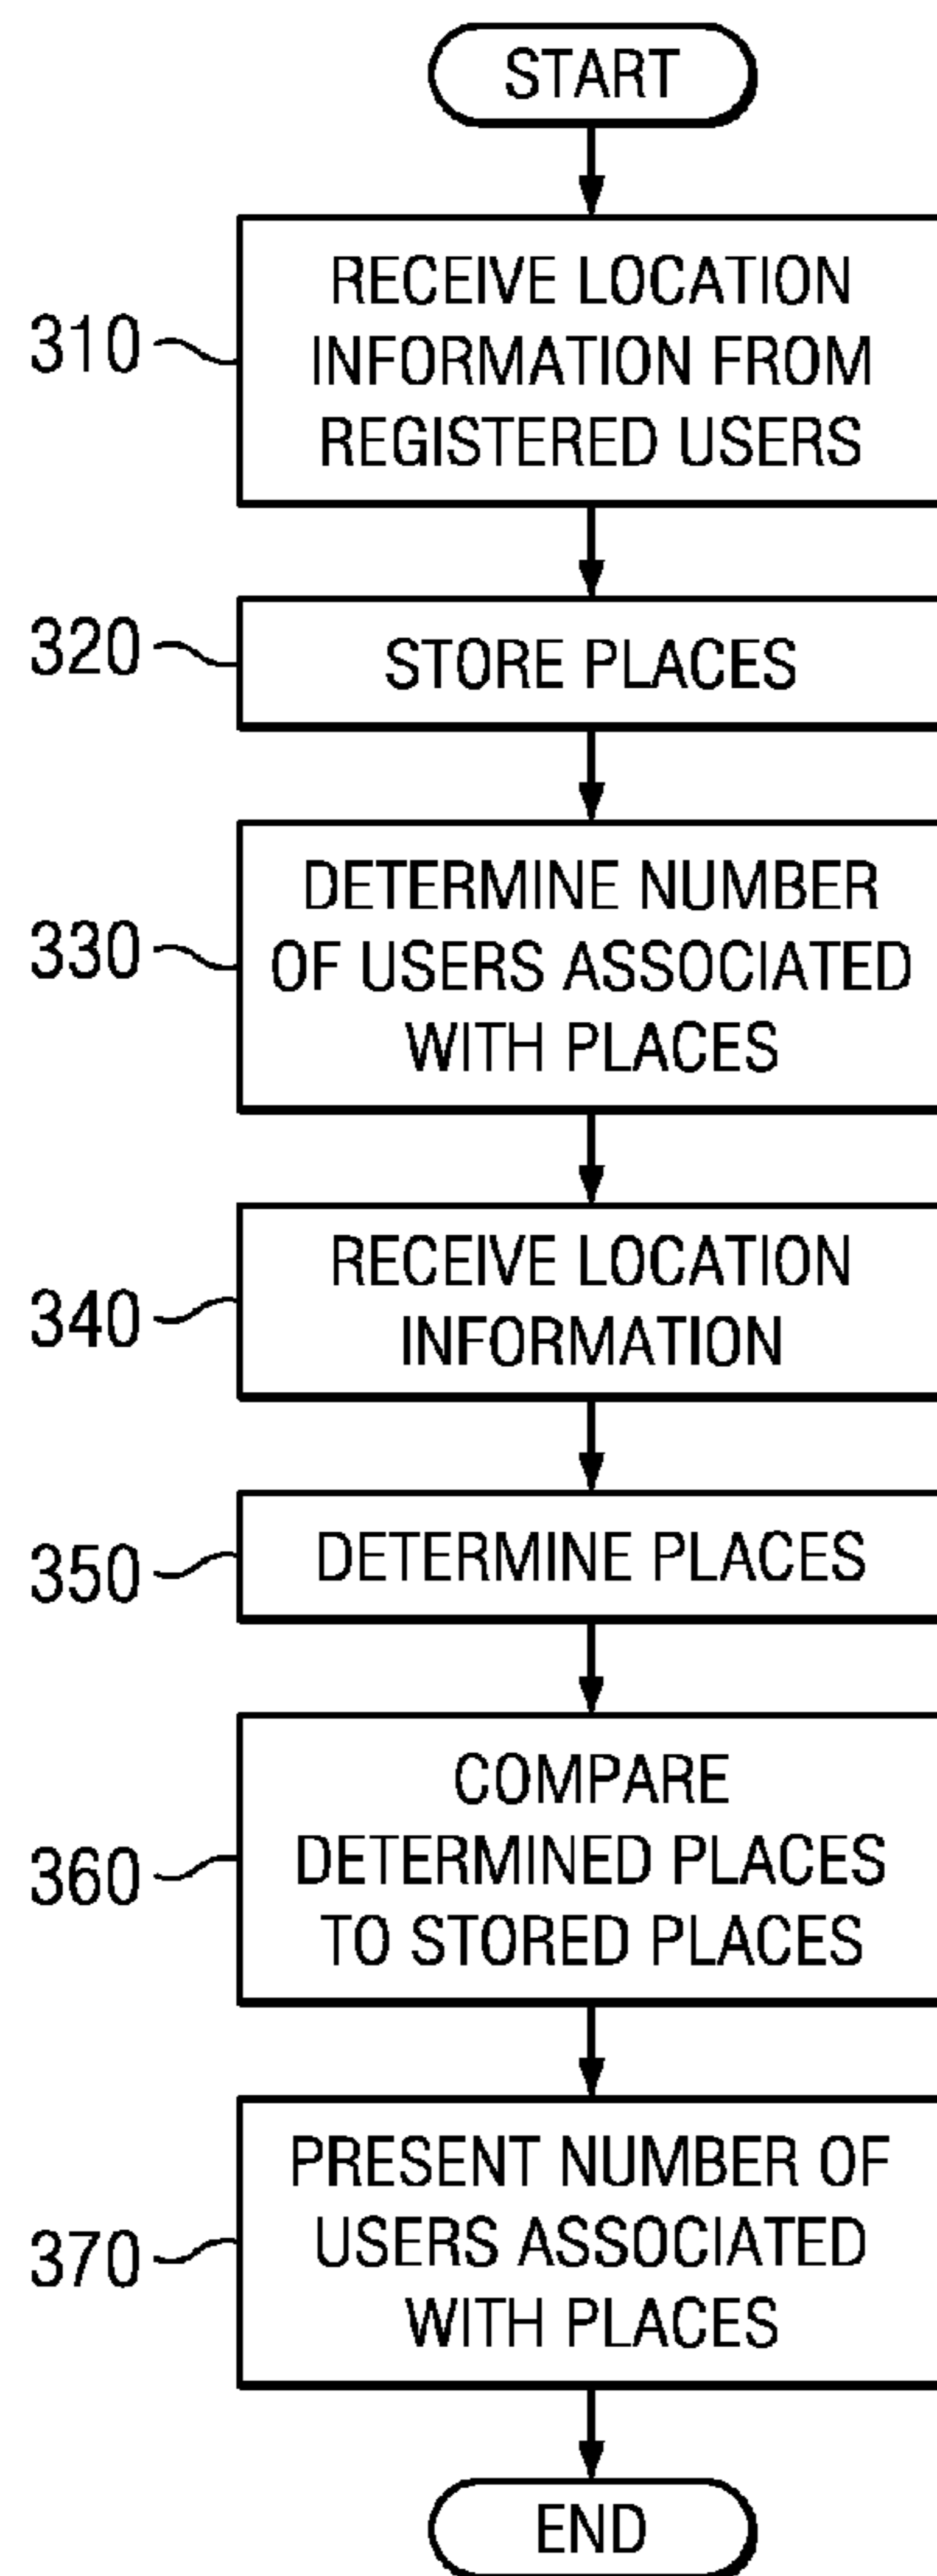 START
310
RECEIVE LOCATION
INFORMATION FROM
REGISTERED USERS
320
STORE PLACES
330
DETERMINE NUMBER
OF USERS ASSOCIATED
WITH PLACES
340
RECEIVE LOCATION
INFORMATION
350
DETERMINE PLACES
360
COMPARE
DETERMINED PLACES
TO STORED PLACES
370
PRESENT NUMBER OF
USERS ASSOCIATED
WITH PLACES
END